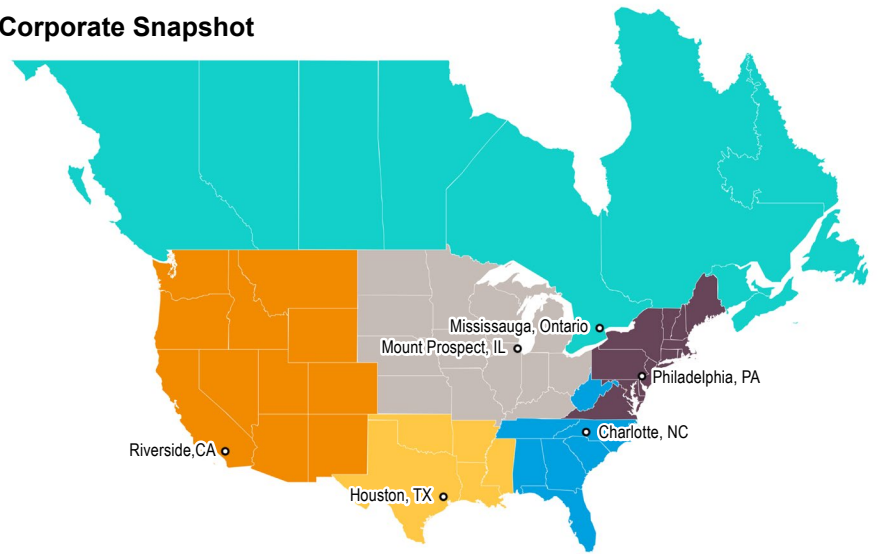 Corporate Snapshot
Mississauga, Ontario
Mount Prospect, IL
Philadelphia, PA
Charlotte, NC
Riverside,CA
Houston, TX